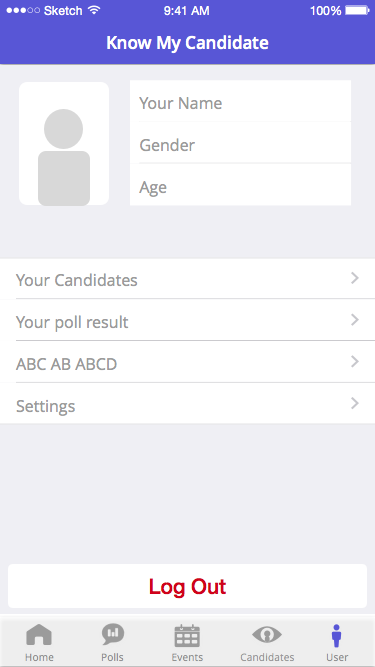 Sketch 9:41 AM 100%
Know My Candidate
Your Name
Gender
Age
Your Candidates
Your poll result
ABC AB ABCD
Settings
Log Out
Home Polls Events Candidates User